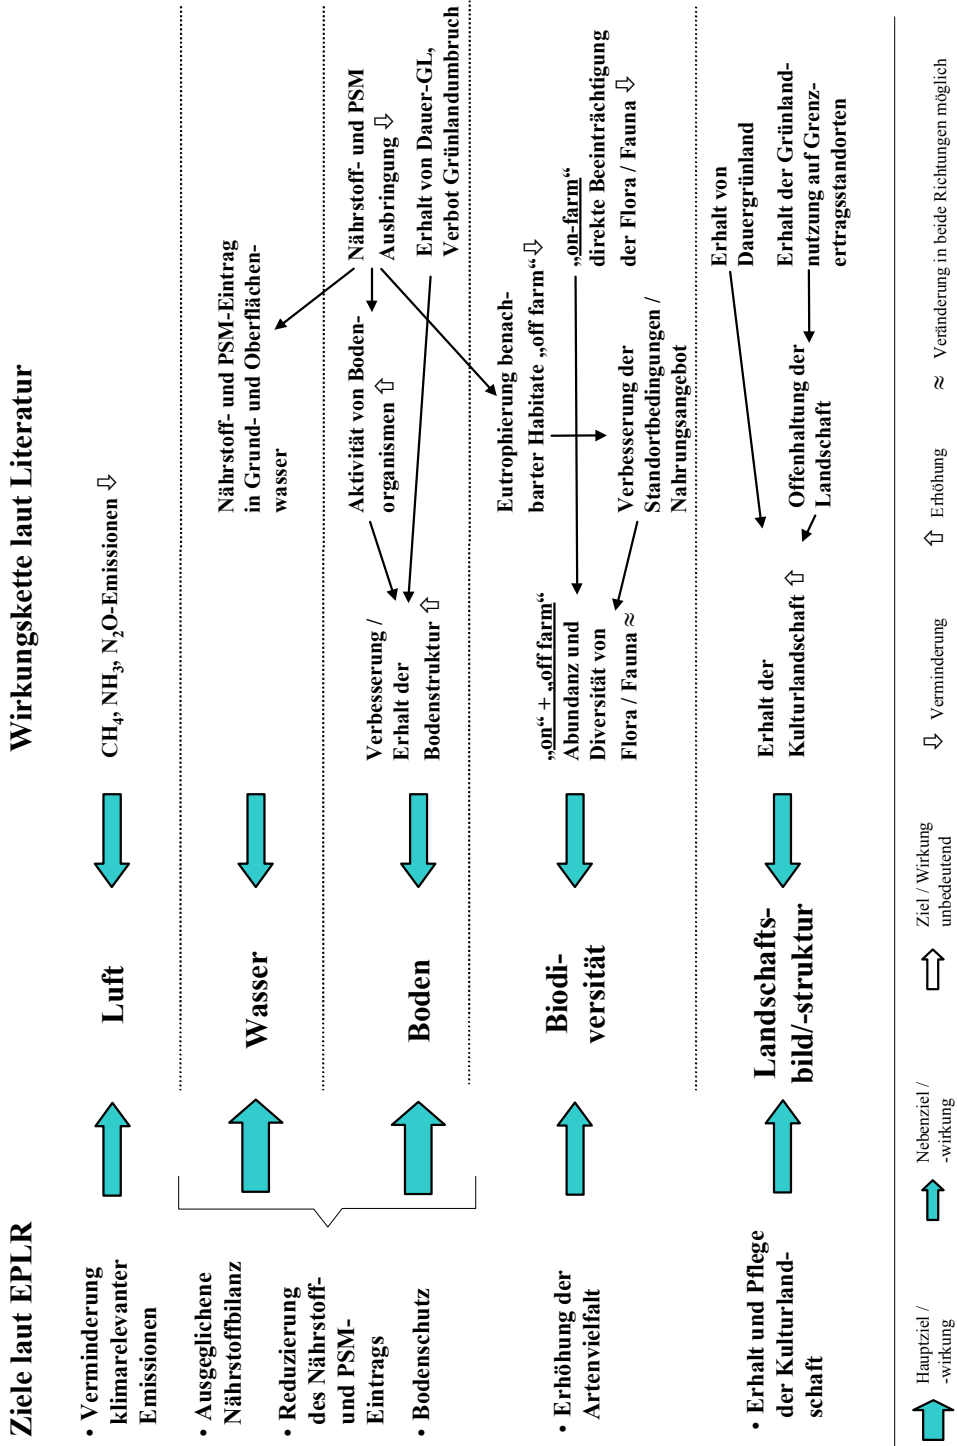 Ziele laut EPLR
Wirkungskette laut Literatur
• Verminderung
klimarelevanter
Emissionen
Luft
CH₄, NH₃, N₂O-Emissionen ⇩
• Ausgeglichene
Nährstoffbilanz
• Reduzierung
des Nährstoff-
und PSM-
Eintrags
• Bodenschutz
Wasser
Nährstoff- und PSM-Eintrag
in Grund- und Oberflächen-
wasser
Boden
Verbesserung /
Erhalt der
Bodenstruktur ⇧
Aktivität von Boden-
organismen ⇧
Nährstoff- und PSM
Ausbringung ⇩
Erhalt von Dauer-GL,
Verbot Grünlandumbruch
• Erhöhung der
Artenvielfalt
Biodi-
versität
„on“ + „off farm“
Abundanz und
Diversität von
Flora / Fauna ≈
Eutrophierung benach-
barter Habitate „off farm“ ⇩
Verbesserung der
Standortbedingungen /
Nahrungsangebot
„on-farm“
direkte Beeinträchtigung
der Flora / Fauna ⇩
• Erhalt und Pflege
der Kulturland-
schaft
Landschafts-
bild/-struktur
Erhalt der
Kulturlandschaft ⇧
Offenhaltung der
Landschaft
Erhalt von
Dauergrünland
Erhalt der Grünland-
nutzung auf Grenz-
ertragsstandorten
Hauptziel /
-wirkung
Nebenziel /
-wirkung
Ziel / Wirkung
unbedeutend
⇩ Verminderung
⇧ Erhöhung
≈ Veränderung in beide Richtungen möglich